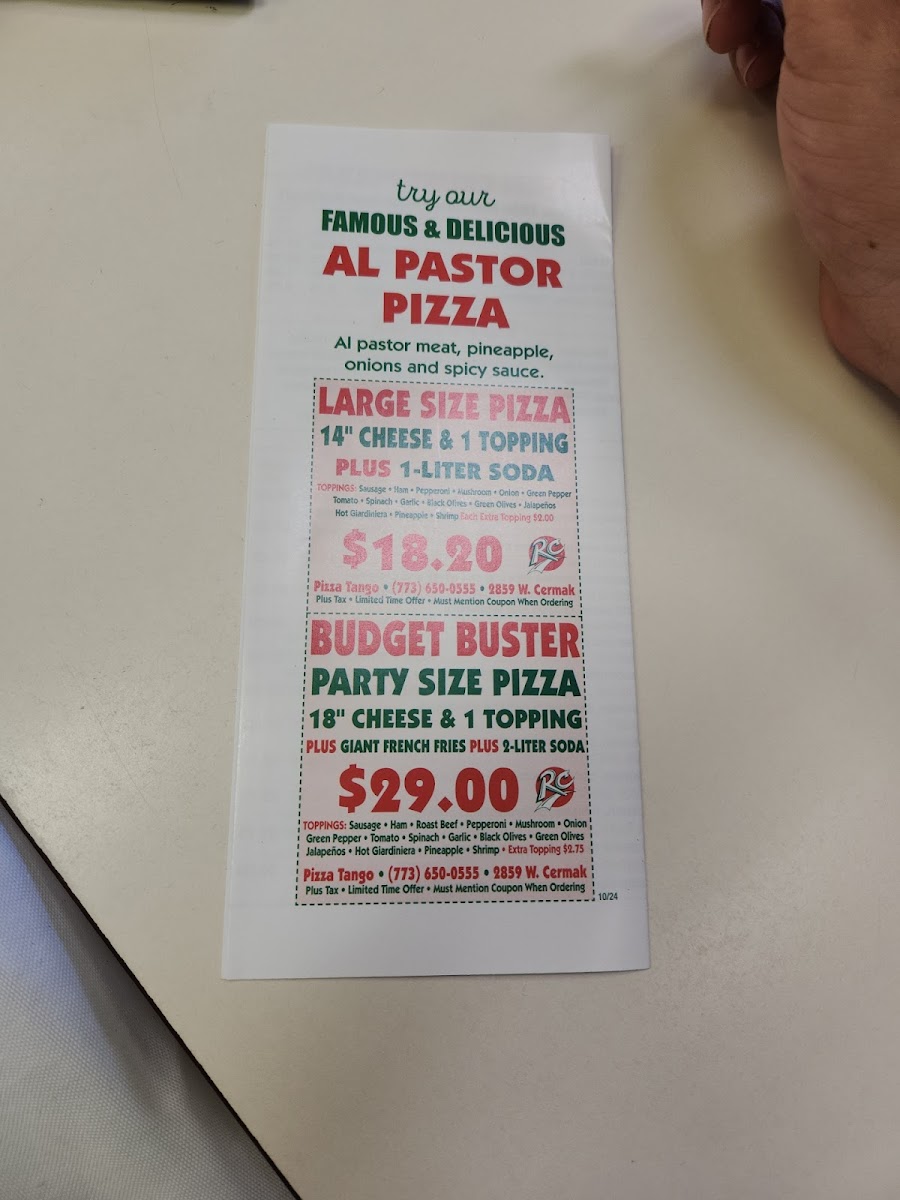 try our
FAMOUS & DELICIOUS
AL PASTOR
PIZZA
Al pastor meat, pineapple,
onions and spicy sauce.
LARGE SIZE PIZZA
14" CHEESE & 1 TOPPING
PLUS 1-LITER SODA
TOPPINGS: Sausage • Ham • Pepperoni • Mushroom • Onion • Green Pepper
Tomato • Spinach • Garlic • Black Olives • Green Olives • Jalapeños
Hot Giardiniera • Pineapple • Shrimp Each Extra Topping $2.00
$18.20 RC
Pizza Tango • (773) 650-0555 • 2859 W. Cermak
Plus Tax • Limited Time Offer • Must Mention Coupon When Ordering
BUDGET BUSTER
PARTY SIZE PIZZA
18" CHEESE & 1 TOPPING
PLUS GIANT FRENCH FRIES PLUS 2-LITER SODA
$29.00 RC
TOPPINGS: Sausage • Ham • Roast Beef • Pepperoni • Mushroom • Onion
Green Pepper • Tomato • Spinach • Garlic • Black Olives • Green Olives
Jalapeños • Hot Giardiniera • Pineapple • Shrimp • Extra Topping $2.75
Pizza Tango • (773) 650-0555 • 2859 W. Cermak
Plus Tax • Limited Time Offer • Must Mention Coupon When Ordering
10/24